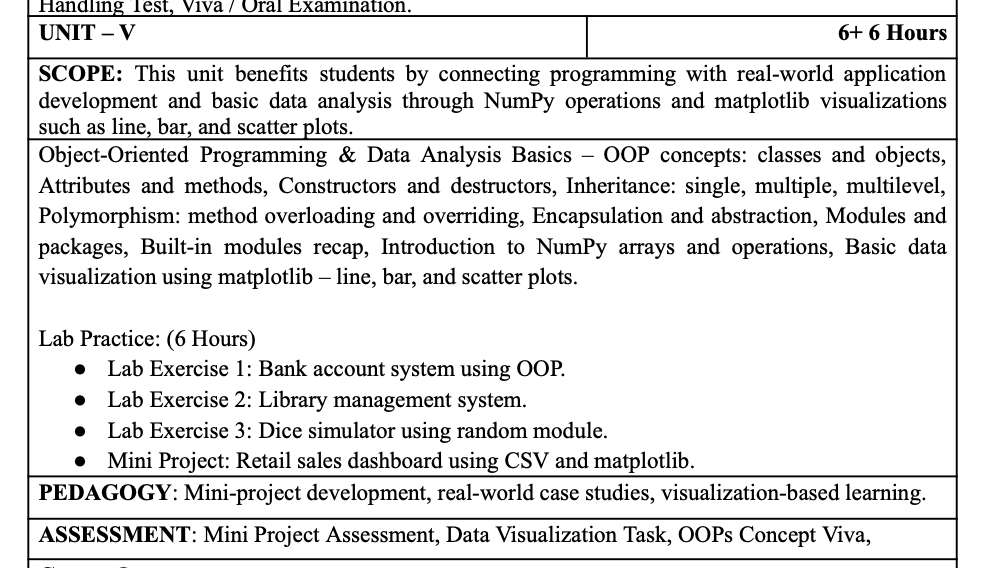 Handling Test, Viva / Oral Examination.
UNIT – V
6+ 6 Hours
SCOPE: This unit benefits students by connecting programming with real-world application
development and basic data analysis through NumPy operations and matplotlib visualizations
such as line, bar, and scatter plots.
Object-Oriented Programming & Data Analysis Basics – OOP concepts: classes and objects,
Attributes and methods, Constructors and destructors, Inheritance: single, multiple, multilevel,
Polymorphism: method overloading and overriding, Encapsulation and abstraction, Modules and
packages, Built-in modules recap, Introduction to NumPy arrays and operations, Basic data
visualization using matplotlib – line, bar, and scatter plots.
Lab Practice: (6 Hours)
● Lab Exercise 1: Bank account system using OOP.
● Lab Exercise 2: Library management system.
● Lab Exercise 3: Dice simulator using random module.
● Mini Project: Retail sales dashboard using CSV and matplotlib.
PEDAGOGY: Mini-project development, real-world case studies, visualization-based learning.
ASSESSMENT: Mini Project Assessment, Data Visualization Task, OOPs Concept Viva,